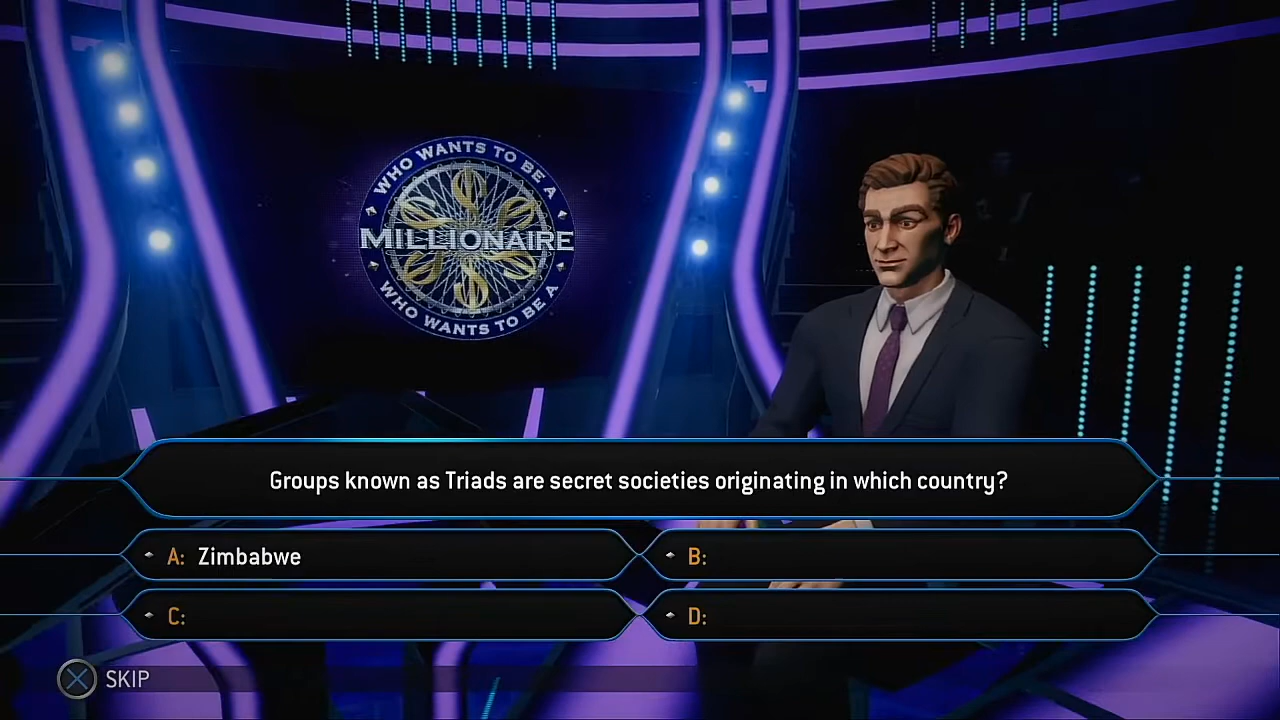 WHO WANTS TO BE A
MILLIONAIRE
WHO WANTS TO BE A
Groups known as Triads are secret societies originating in which country?
A: Zimbabwe
B:
C:
D:
SKIP